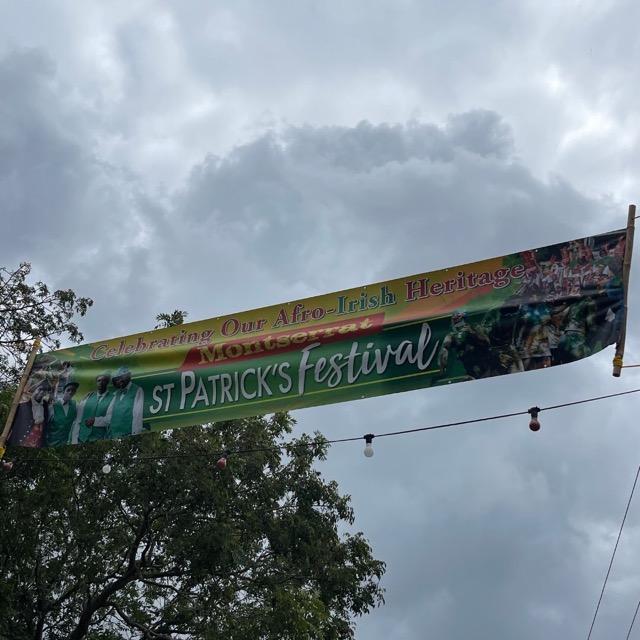 Celebrating Our Afro-Irish Heritage
Montserrat
ST PATRICK'S Festival